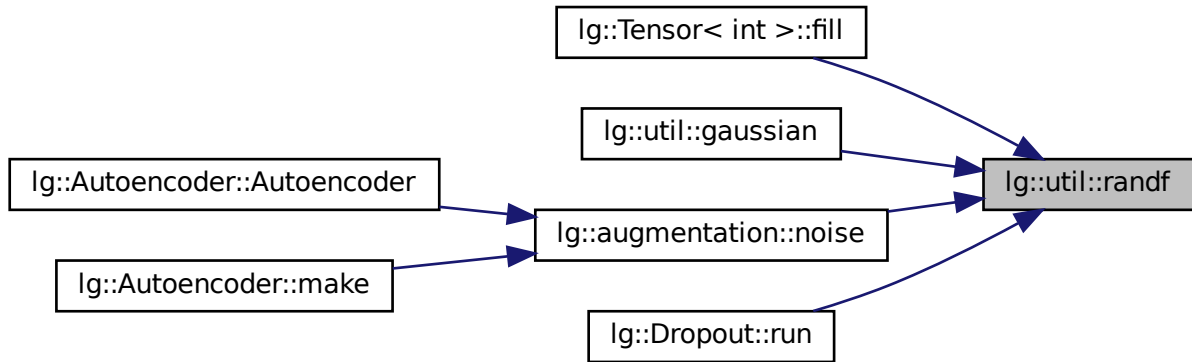 lg::Tensor< int >::fill
lg::util::gaussian
lg::util::randf
lg::Autoencoder::Autoencoder
lg::augmentation::noise
lg::Autoencoder::make
lg::Dropout::run